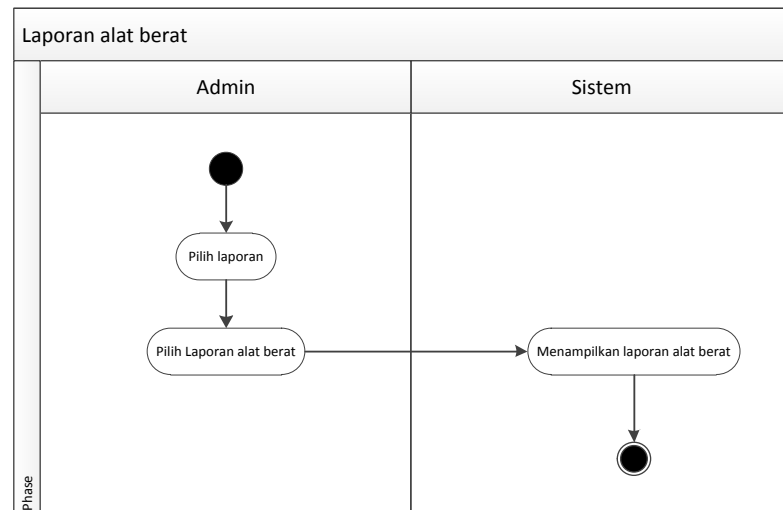 Laporan alat berat
Admin
Sistem
Pilih laporan
Pilih Laporan alat berat
Menampilkan laporan alat berat
Phase